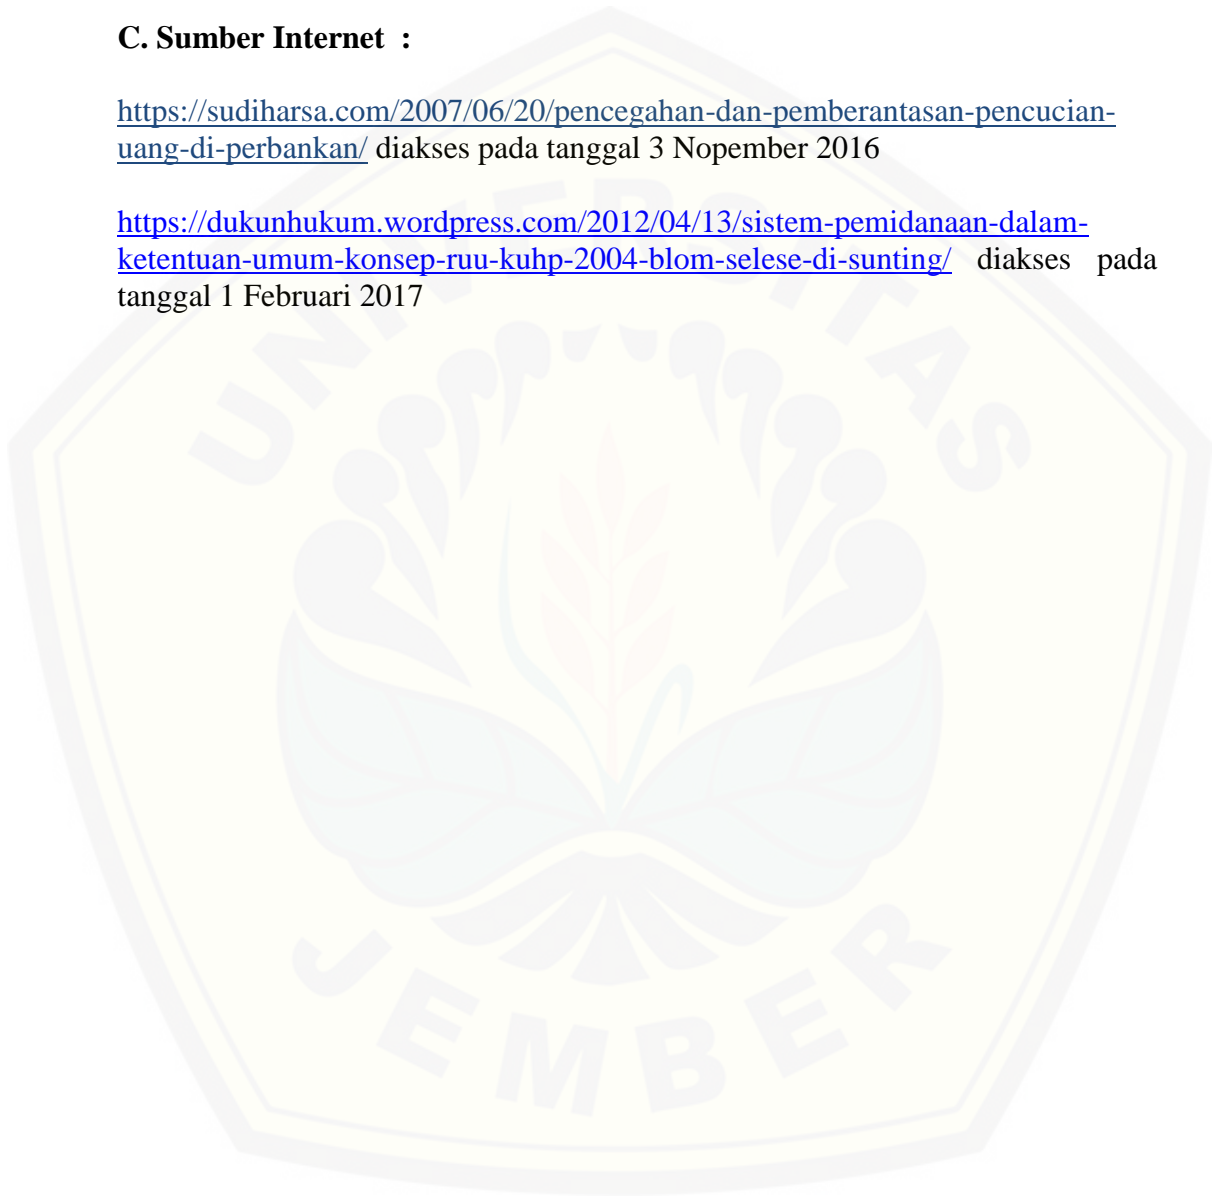 C. Sumber Internet :
https://sudiharsa.com/2007/06/20/pencegahan-dan-pemberantasan-pencucian-
uang-di-perbankan/ diakses pada tanggal 3 Nopember 2016
https://dukunhukum.wordpress.com/2012/04/13/sistem-pemidanaan-dalam-
ketentuan-umum-konsep-ruu-kuhp-2004-blom-selese-di-sunting/ diakses pada
tanggal 1 Februari 2017
UNIVERSITAS
JEMBER